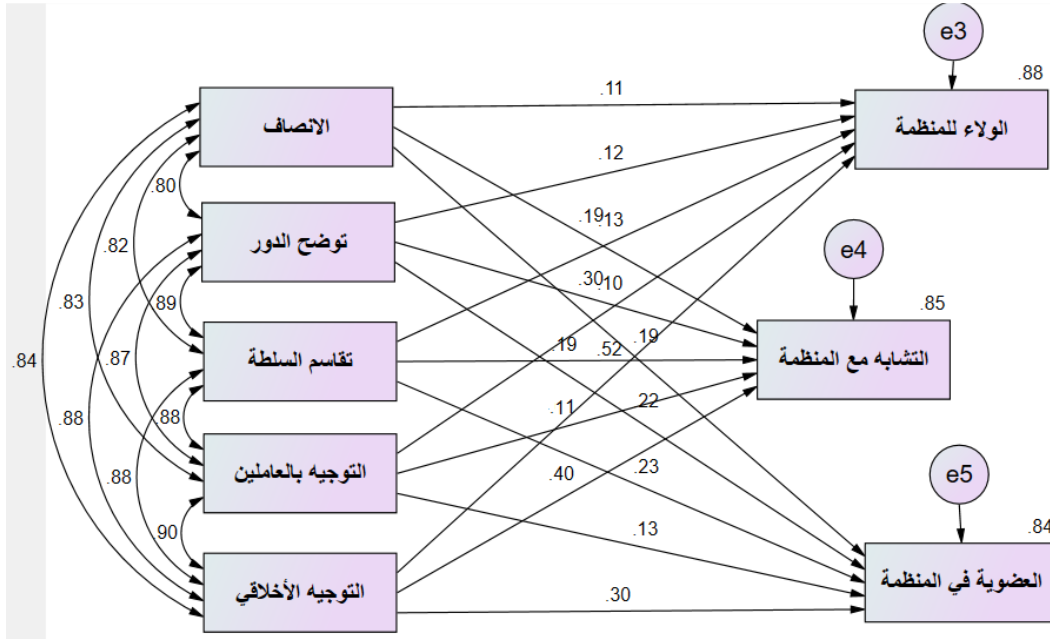 e3
.88
.11
الانصاف
الولاء للمنظمة
.12
.80
.19
.13
e4
توضح الدور
.82
.30
.10
.85
.83
.89
.19
.52
.19
تقاسم السلطة
التشابه مع المنظمة
.84
.87
.11
.22
.88
.88
.88
.40
.23
e5
التوجيه بالعاملين
.13
.84
.90
التوجيه الأخلاقي
.30
العضوية في المنظمة